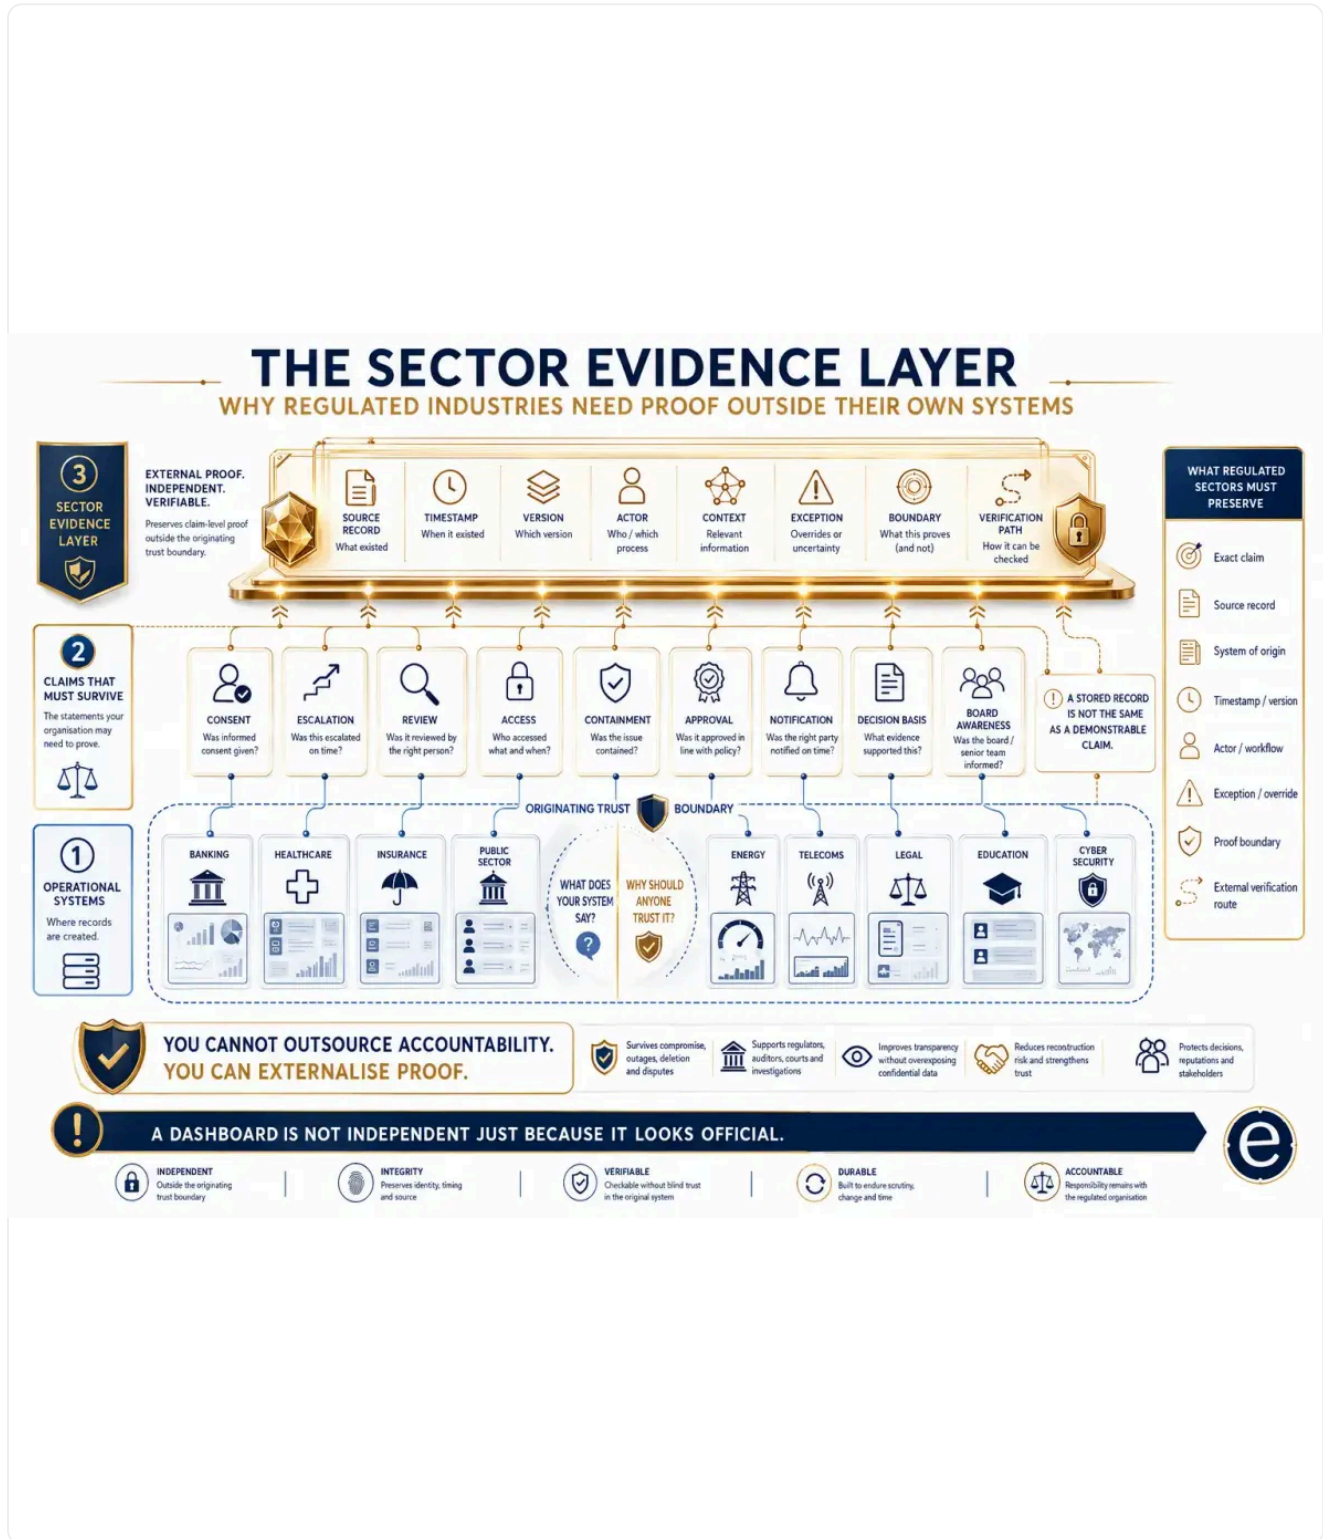 THE SECTOR EVIDENCE LAYER
WHY REGULATED INDUSTRIES NEED PROOF OUTSIDE THEIR OWN SYSTEMS
3
SECTOR
EVIDENCE
LAYER
EXTERNAL PROOF.
INDEPENDENT.
VERIFIABLE.
Preserves claim-level proof
outside the originating
trust boundary.
SOURCE
RECORD
What existed
TIMESTAMP
When it existed
VERSION
Which version
ACTOR
Who / which
process
CONTEXT
Relevant
information
EXCEPTION
Overrides or
uncertainty
BOUNDARY
What this proves
(and not)
VERIFICATION
PATH
How it can be
checked
WHAT REGULATED
SECTORS MUST
PRESERVE
Exact claim
Source record
System of origin
Timestamp / version
Actor / workflow
Exception / override
Proof boundary
External verification
route
2
CLAIMS THAT
MUST SURVIVE
The statements your
organisation may
need to prove.
CONSENT
Was informed
consent given?
ESCALATION
Was this escalated
on time?
REVIEW
Was it reviewed by
the right person?
ACCESS
Who accessed
what and when?
CONTAINMENT
Was the issue
contained?
APPROVAL
Was it approved in
line with policy?
NOTIFICATION
Was the right party
notified on time?
DECISION BASIS
What evidence
supported this?
BOARD
AWARENESS
Was the board /
senior team
informed?
A STORED RECORD
IS NOT THE SAME
AS A DEMONSTRABLE
CLAIM.
1
OPERATIONAL
SYSTEMS
Where records
are created.
ORIGINATING TRUST BOUNDARY
BANKING
HEALTHCARE
INSURANCE
PUBLIC
SECTOR
WHAT DOES
YOUR SYSTEM
SAY?
?
WHY SHOULD
ANYONE
TRUST IT?
ENERGY
TELECOMS
LEGAL
EDUCATION
CYBER
SECURITY
YOU CANNOT OUTSOURCE ACCOUNTABILITY.
YOU CAN EXTERNALISE PROOF.
Survives compromise,
outages, deletion
and disputes
Supports regulators,
auditors, courts and
investigations
Improves transparency
without overexposing
confidential data
Reduces reconstruction
risk and strengthens
trust
Protects decisions,
reputations and
stakeholders
A DASHBOARD IS NOT INDEPENDENT JUST BECAUSE IT LOOKS OFFICIAL.
e
INDEPENDENT
Outside the originating
trust boundary
INTEGRITY
Preserves identity, timing
and source
VERIFIABLE
Checkable without blind trust
in the original system
DURABLE
Built to endure scrutiny,
change and time
ACCOUNTABLE
Responsibility remains with
the regulated organisation